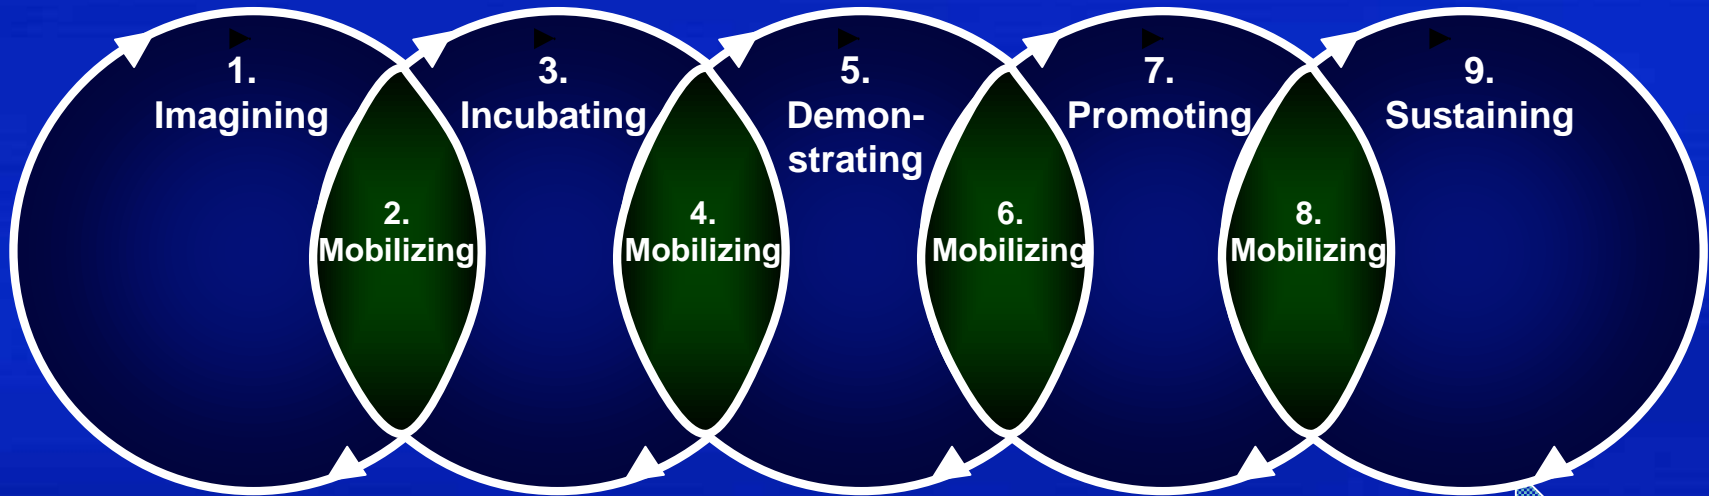 1.
Imagining
2.
Mobilizing
3.
Incubating
4.
Mobilizing
5.
Demon-
strating
6.
Mobilizing
7.
Promoting
8.
Mobilizing
9.
Sustaining